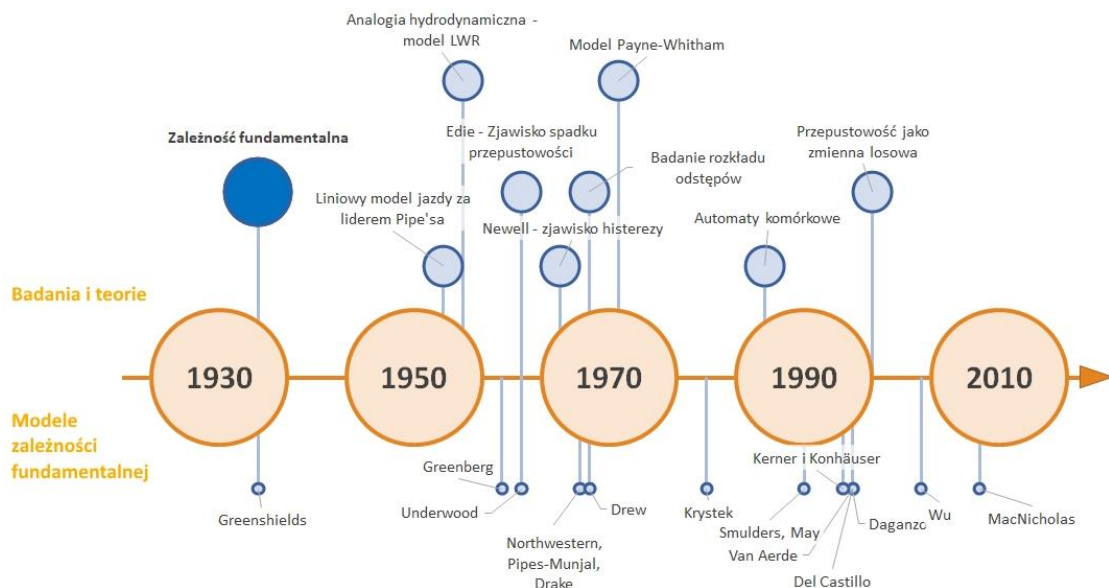 Analogia hydrodynamiczna -
model LWR
Model Payne-Whitham
Zależność fundamentalna
Edie - Zjawisko spadku
przepustowości
Przepustowość jako
zmienna losowa
Badanie rozkładu
odstępów
Liniowy model jazdy za
liderem Pipe'sa
Newell - zjawisko histerezy
Automaty komórkowe
Badania i teorie
1930
1950
1970
1990
2010
Modele
zależności
fundamentalnej
Greenshields
Greenberg
Underwood
Northwestern,
Pipes-Munjal,
Drake
Drew
Krystek
Kerner i Konhäuser
Smulders, May
Van Aerde
Del Castillo
Daganzo
Wu
MacNicholas